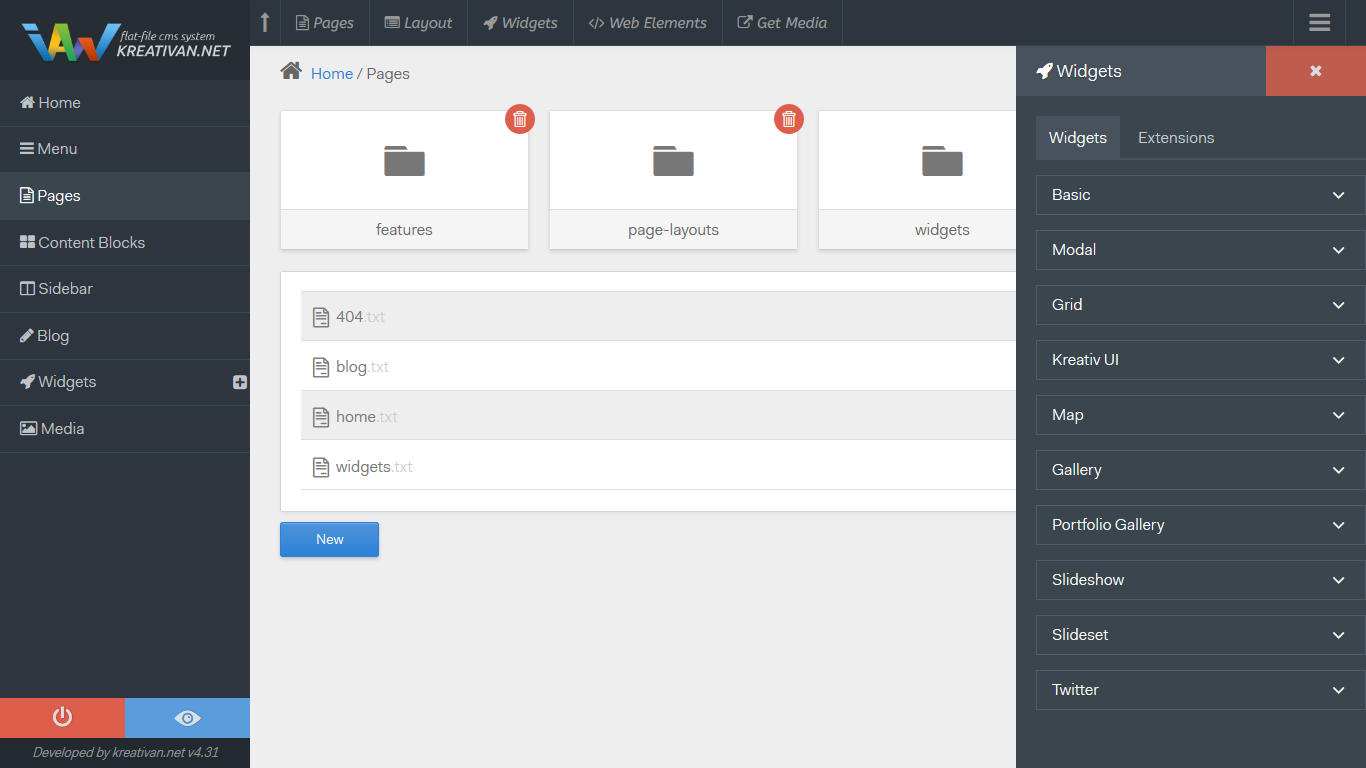 flat-file cms system
KREATIVAN.NET
Home
Menu
Pages
Content Blocks
Sidebar
Blog
Widgets
Media
Developed by kreativan.net v4.31
Pages
Layout
Widgets
</> Web Elements
Get Media
Home / Pages
features
page-layouts
widgets
404.txt
blog.txt
home.txt
widgets.txt
New
Widgets
Widgets
Extensions
Basic
Modal
Grid
Kreativ UI
Map
Gallery
Portfolio Gallery
Slideshow
Slideset
Twitter